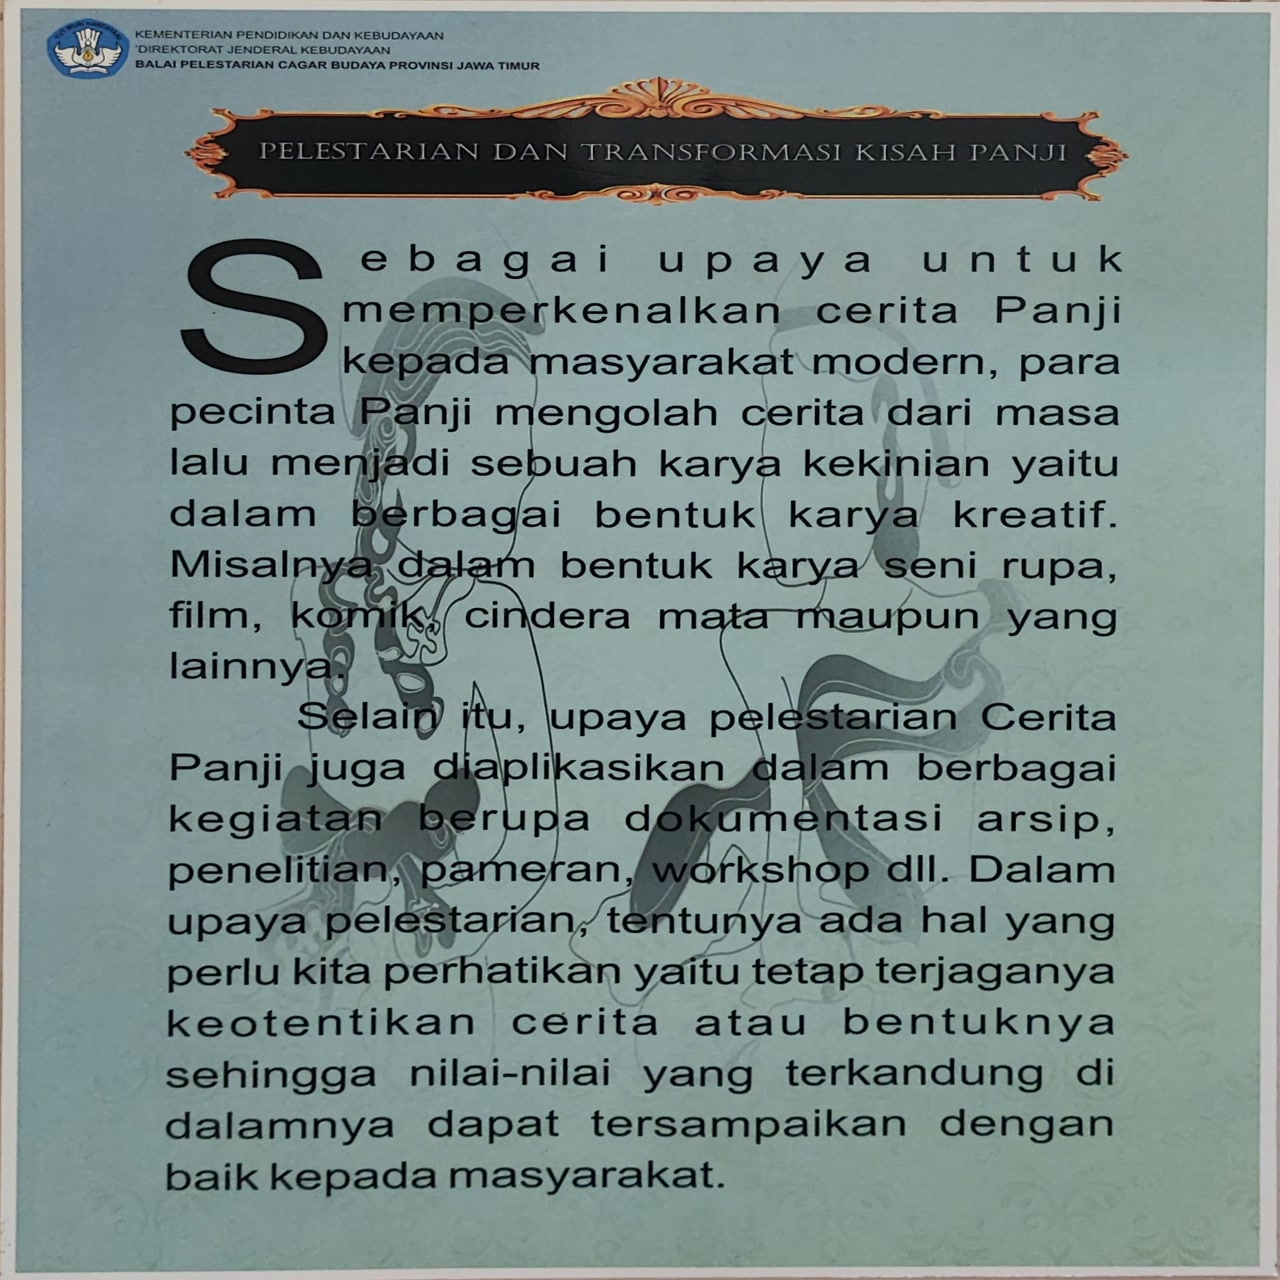 KEMENTERIAN PENDIDIKAN DAN KEBUDAYAAN
DIREKTORAT JENDERAL KEBUDAYAAN
BALAI PELESTARIAN CAGAR BUDAYA PROVINSI JAWA TIMUR
PELESTARIAN DAN TRANSFORMASI KISAH PANJI
Sebagai upaya untuk
memperkenalkan cerita Panji
kepada masyarakat modern, para
pecinta Panji mengolah cerita dari masa
lalu menjadi sebuah karya kekinian yaitu
dalam berbagai bentuk karya kreatif.
Misalnya dalam bentuk karya seni rupa,
film, komik, cindera mata maupun yang
lainnya.
Selain itu, upaya pelestarian Cerita
Panji juga diaplikasikan dalam berbagai
kegiatan berupa dokumentasi arsip,
penelitian, pameran, workshop dll. Dalam
upaya pelestarian, tentunya ada hal yang
perlu kita perhatikan yaitu tetap terjaganya
keotentikan cerita atau bentuknya
sehingga nilai-nilai yang terkandung di
dalamnya dapat tersampaikan dengan
baik kepada masyarakat.